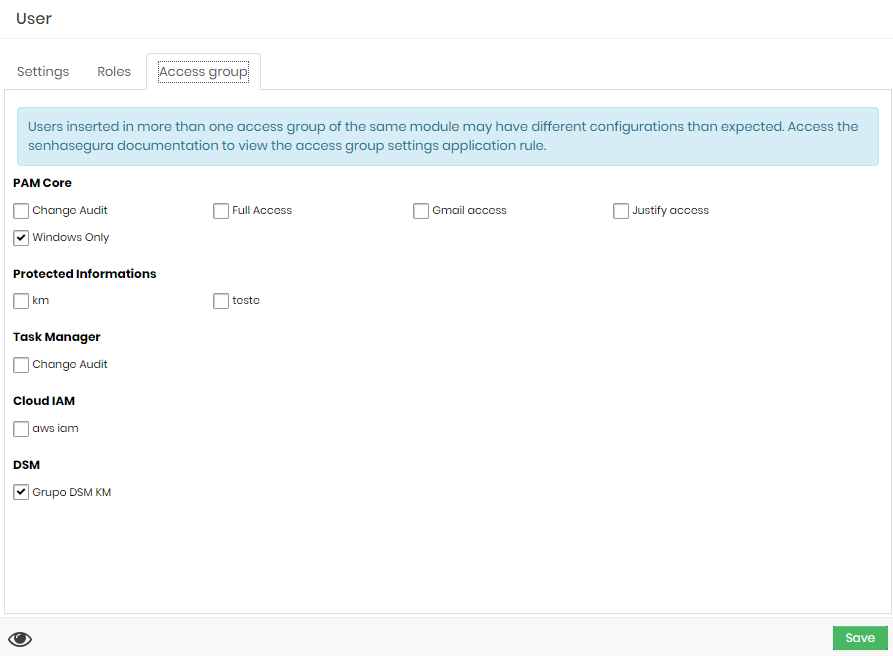 User
Settings Roles Access group
Users inserted in more than one access group of the same module may have different configurations than expected. Access the
senhasegura documentation to view the access group settings application rule.
PAM Core
Change Audit Full Access Gmail access Justify access
Windows Only
Protected Informations
km teste
Task Manager
Change Audit
Cloud IAM
aws iam
DSM
Grupo DSM KM
Save